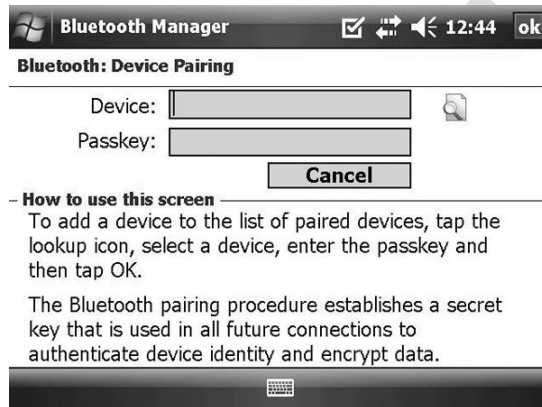 Bluetooth Manager 12:44 ok
Bluetooth: Device Pairing
Device:
Passkey:
Cancel
How to use this screen
To add a device to the list of paired devices, tap the
lookup icon, select a device, enter the passkey and
then tap OK.
The Bluetooth pairing procedure establishes a secret
key that is used in all future connections to
authenticate device identity and encrypt data.